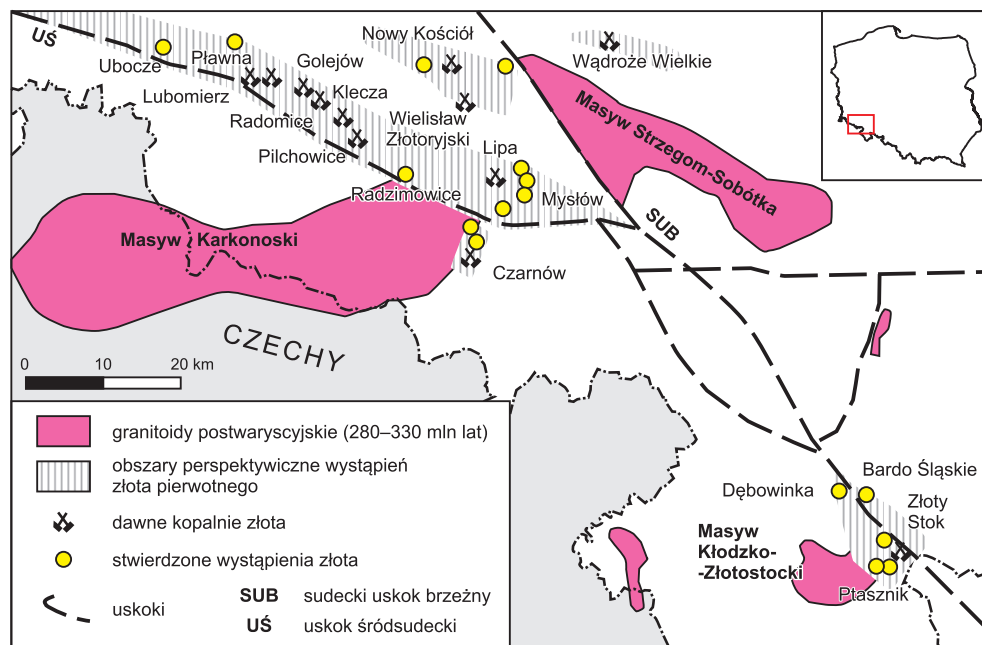 UŚ
Ubocze
Pławna
Nowy Kościół
Wądroże Wielkie
Golejów
Lubomierz
Klecza
Radomice
Wielisław
Złotoryjski
Pilchowice
Lipa
Masyw Strzegom-Sobótka
Radzimowice
Mysłów
SUB
Masyw Karkonoski
Czarnów
CZECHY
0 10 20 km
granitoidy postwaryscyjskie (280–330 mln lat)
obszary perspektywiczne wystąpień
złota pierwotnego
dawne kopalnie złota
stwierdzone wystąpienia złota
uskoki
SUB sudecki uskok brzeżny
UŚ uskok śródsudecki
Bardo Śląskie
Dębowinka
Złoty
Stok
Masyw
Kłodzko-
-Złotostocki
Ptasznik